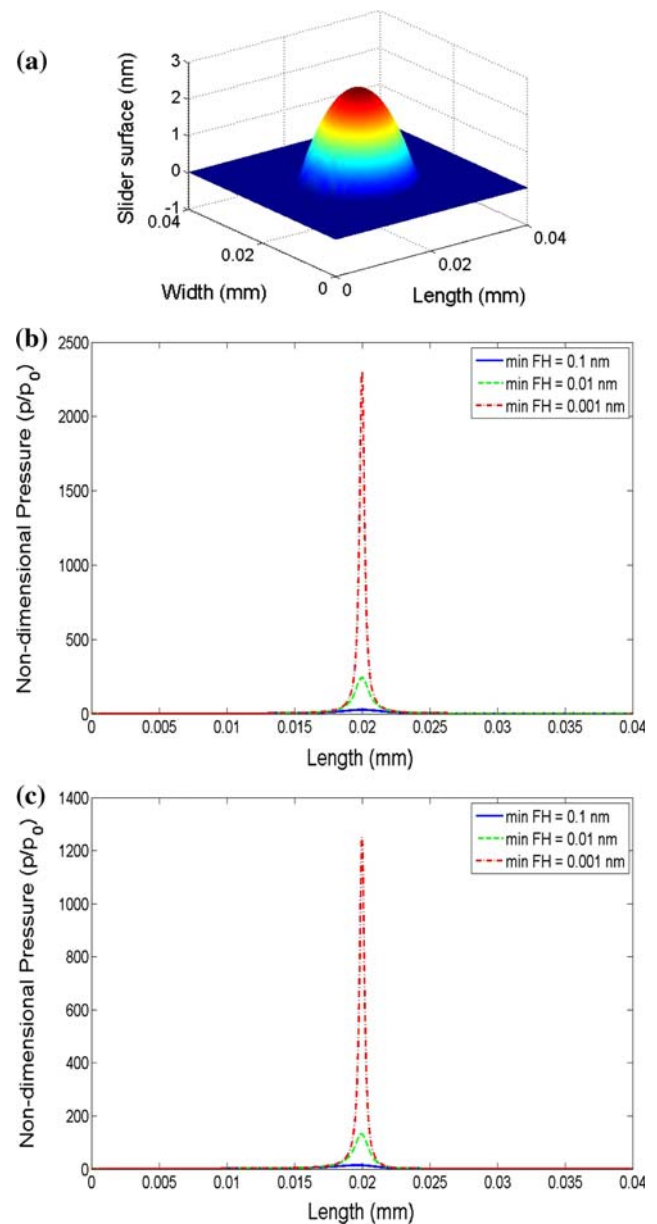 (a)
Slider surface (nm)
3
2
1
0
-1
0.04
0.02
0
Width (mm)
0
0.02
0.04
Length (mm)
(b)
Non-dimensional Pressure (p/p0)
2500
2000
1500
1000
500
0
min FH = 0.1 nm
min FH = 0.01 nm
min FH = 0.001 nm
0 0.005 0.01 0.015 0.02 0.025 0.03 0.035 0.04
Length (mm)
(c)
Non-dimensional Pressure (p/p0)
1400
1200
1000
800
600
400
200
0
min FH = 0.1 nm
min FH = 0.01 nm
min FH = 0.001 nm
0 0.005 0.01 0.015 0.02 0.025 0.03 0.035 0.04
Length (mm)